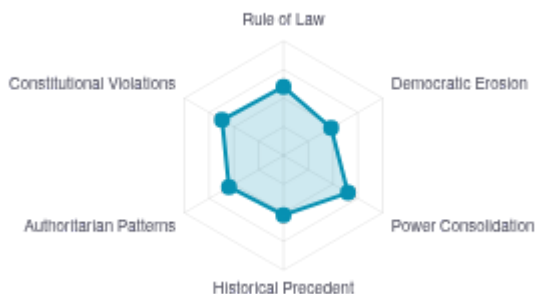 Rule of Law
Constitutional Violations
Democratic Erosion
Authoritarian Patterns
Power Consolidation
Historical Precedent